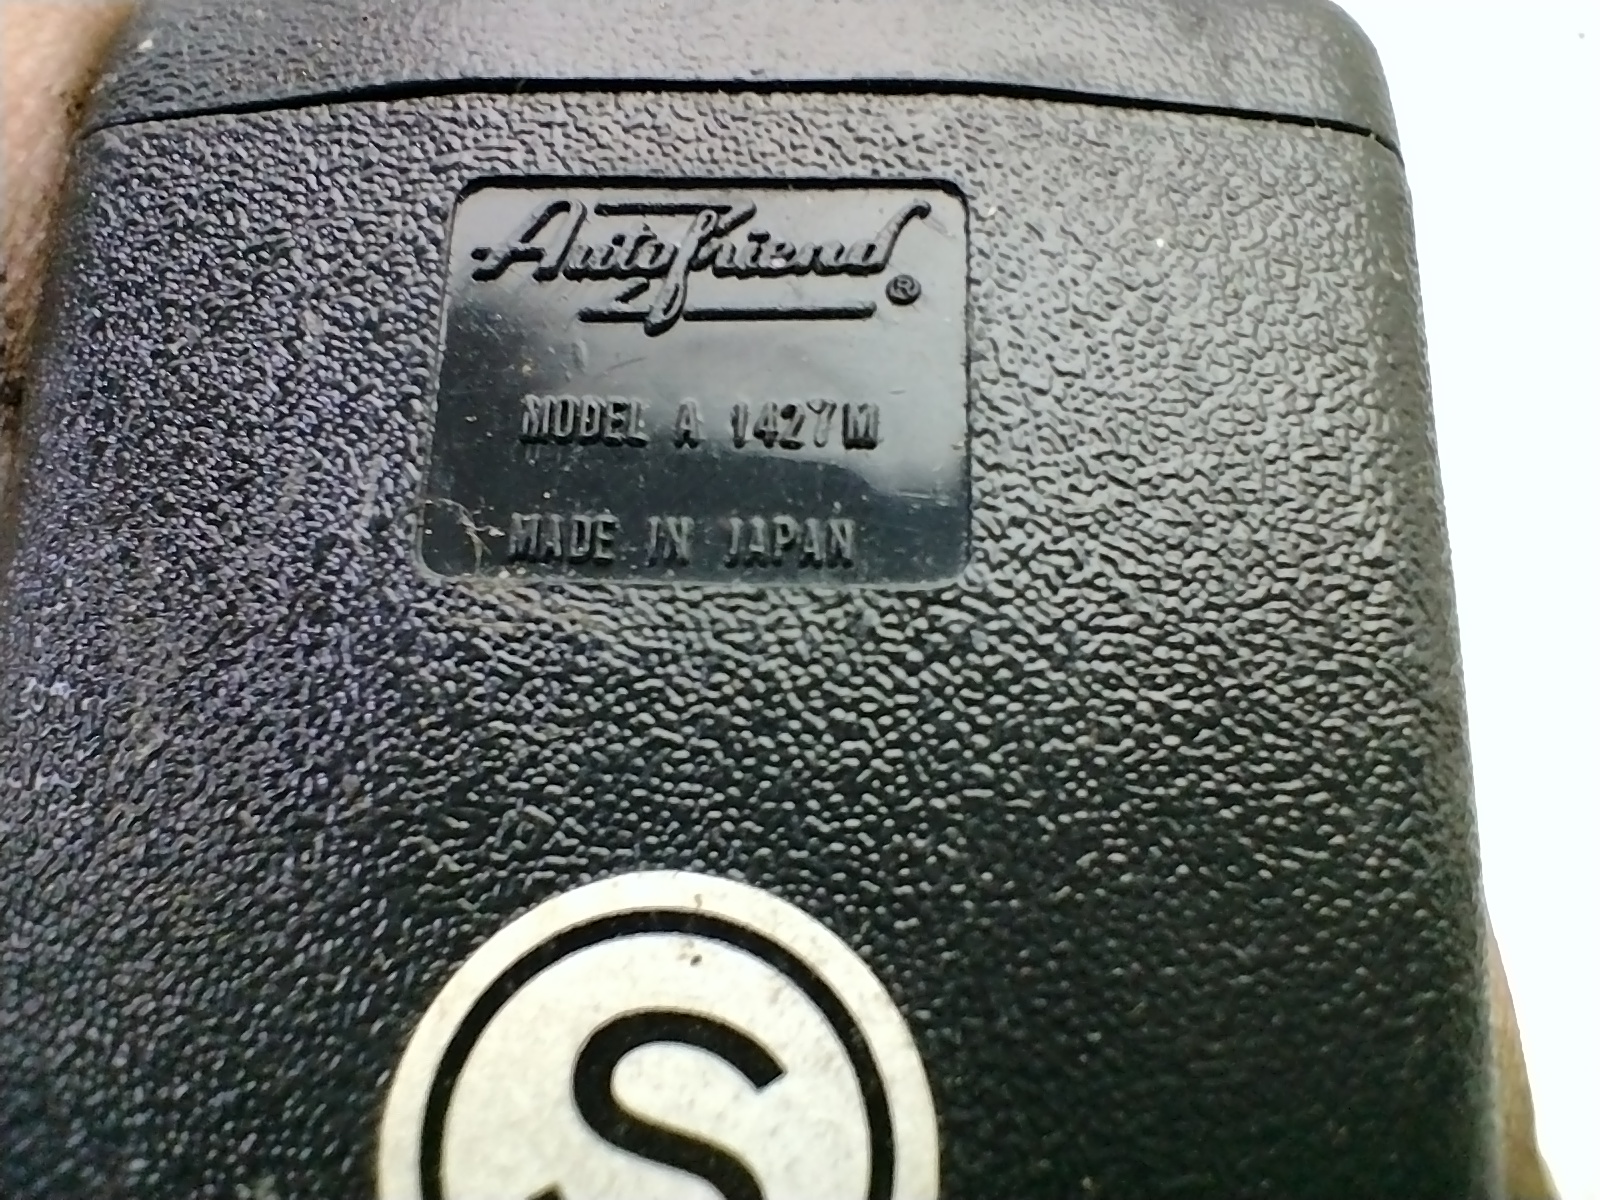 AutoFriend ®
MODEL A 1427M
MADE IN JAPAN
S